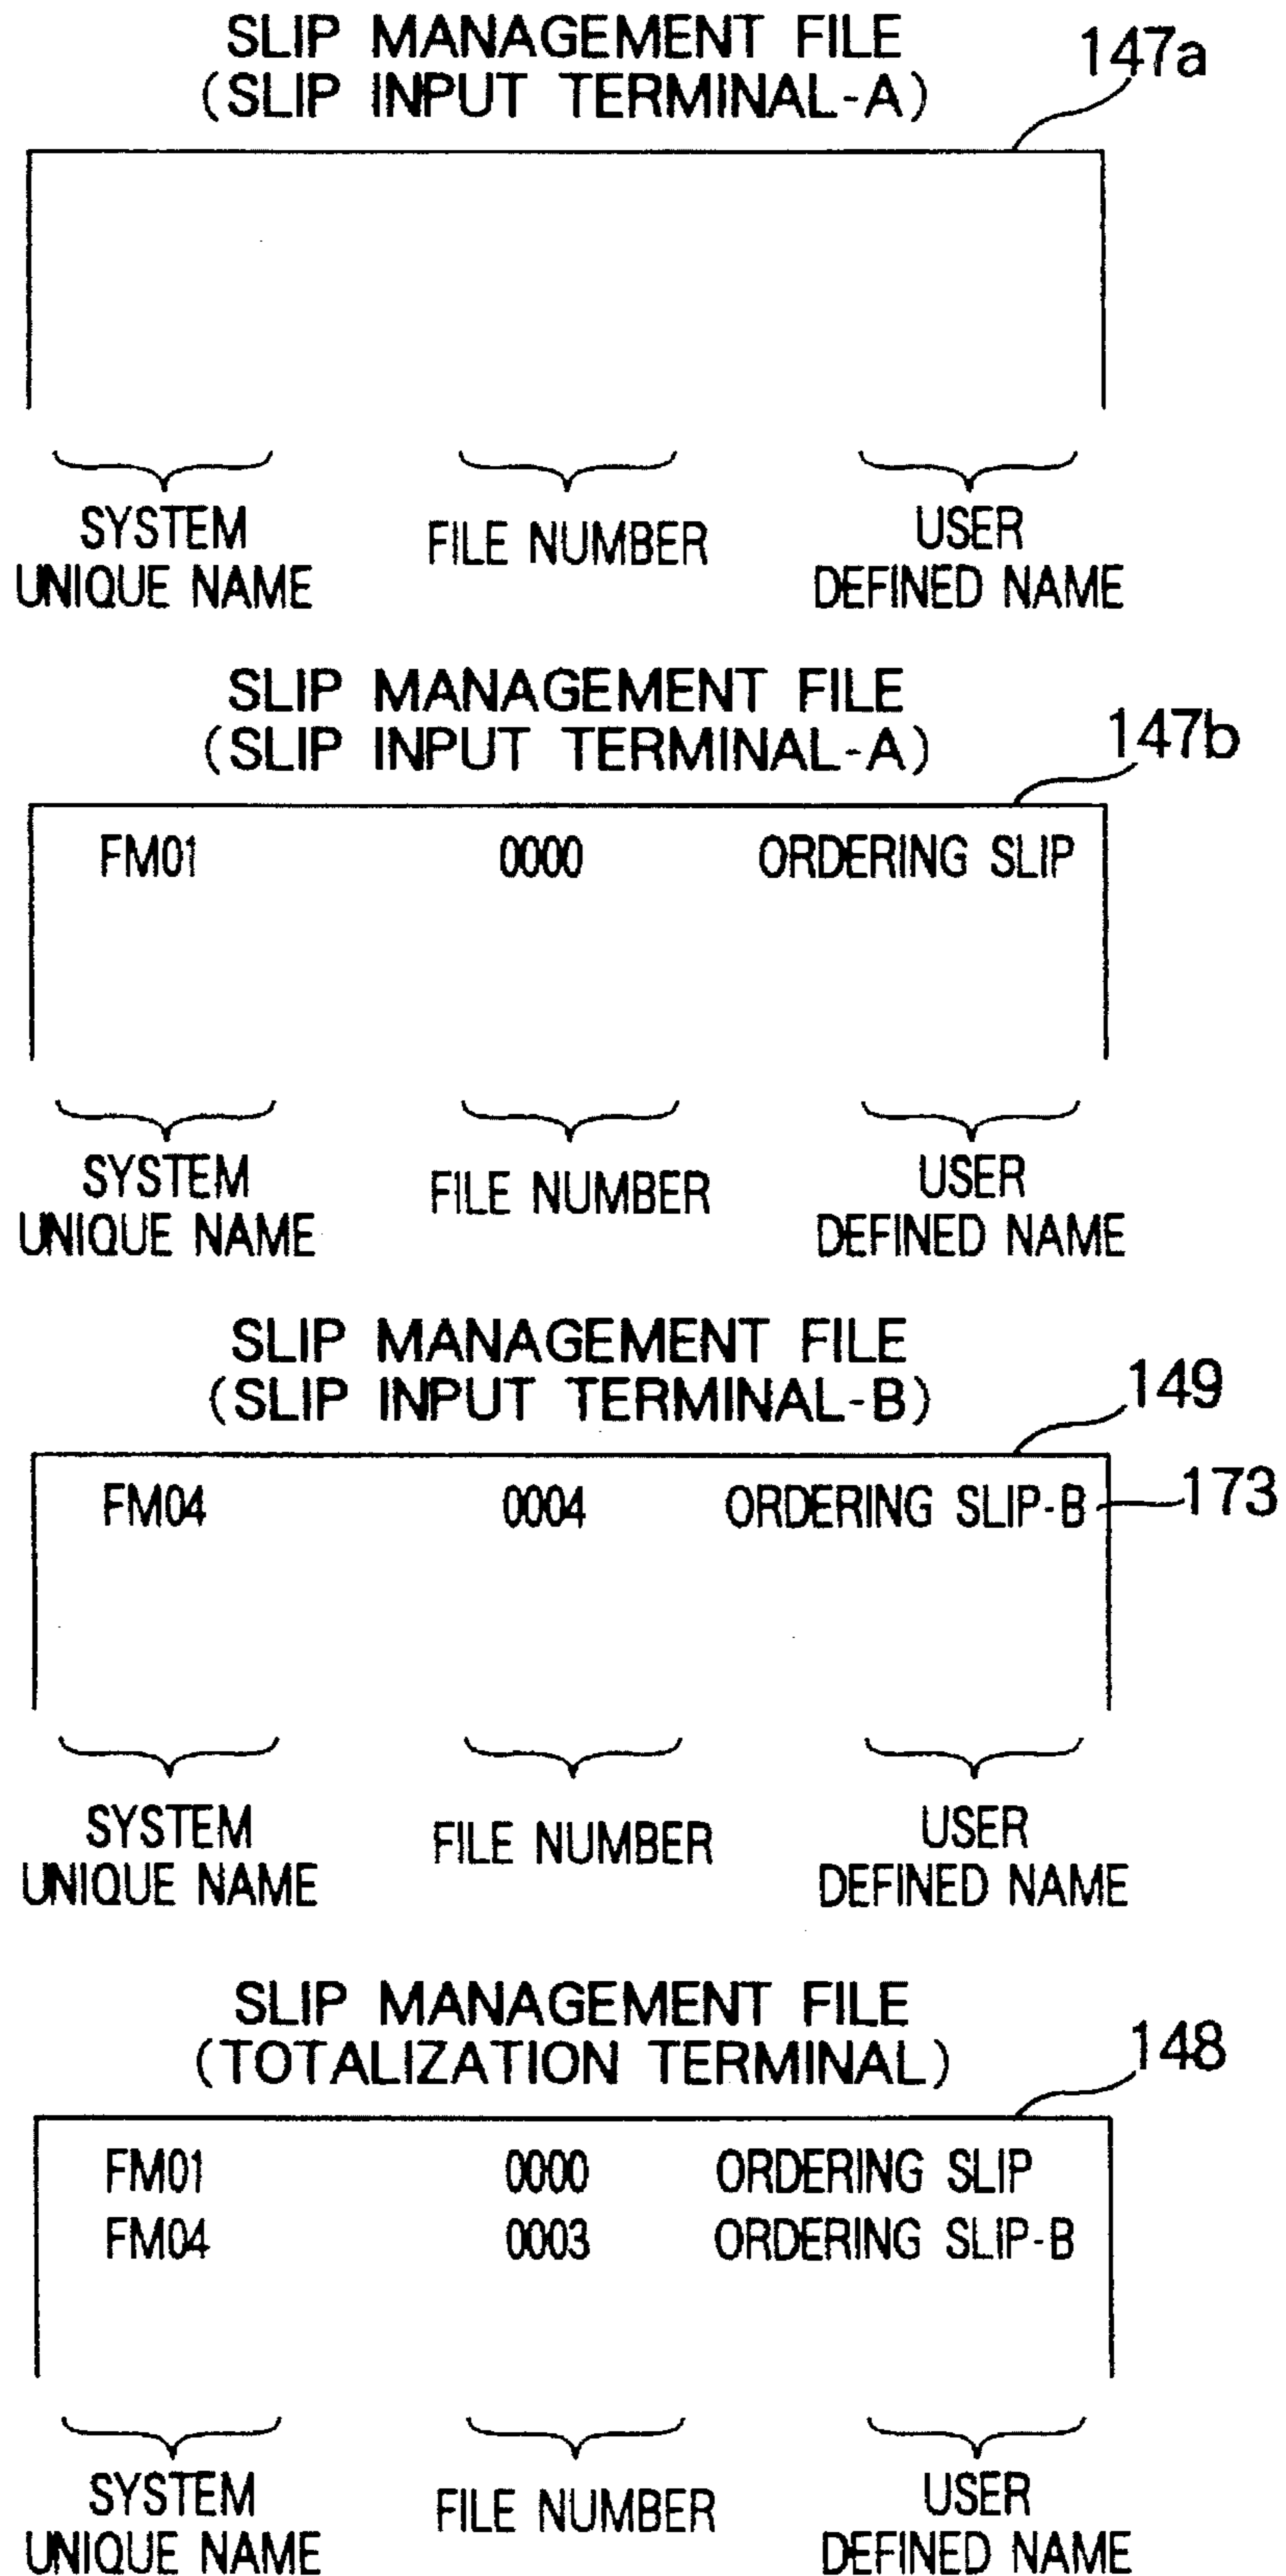 SLIP MANAGEMENT FILE
(SLIP INPUT TERMINAL-A)
147a
SYSTEM
UNIQUE NAME
FILE NUMBER
USER
DEFINED NAME
SLIP MANAGEMENT FILE
(SLIP INPUT TERMINAL-A)
147b
FM01 0000 ORDERING SLIP
SYSTEM
UNIQUE NAME
FILE NUMBER
USER
DEFINED NAME
SLIP MANAGEMENT FILE
(SLIP INPUT TERMINAL-B)
149
FM04 0004 ORDERING SLIP-B
173
SYSTEM
UNIQUE NAME
FILE NUMBER
USER
DEFINED NAME
SLIP MANAGEMENT FILE
(TOTALIZATION TERMINAL)
148
FM01 0000 ORDERING SLIP
FM04 0003 ORDERING SLIP-B
SYSTEM
UNIQUE NAME
FILE NUMBER
USER
DEFINED NAME